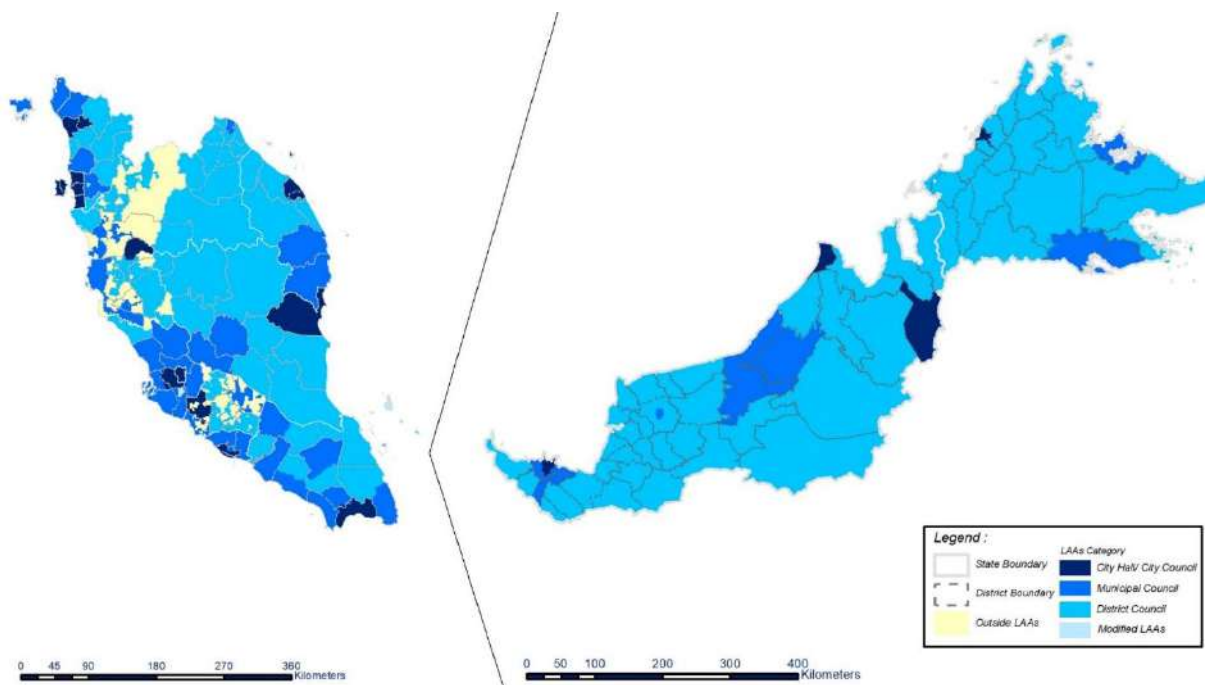 Legend :
State Boundary
District Boundary
Outside LAAs
LAAs Category
City Hall/ City Council
Municipal Council
District Council
Modified LAAs
0 45 90 180 270 360
Kilometers
0 50 100 200 300 400
Kilometers